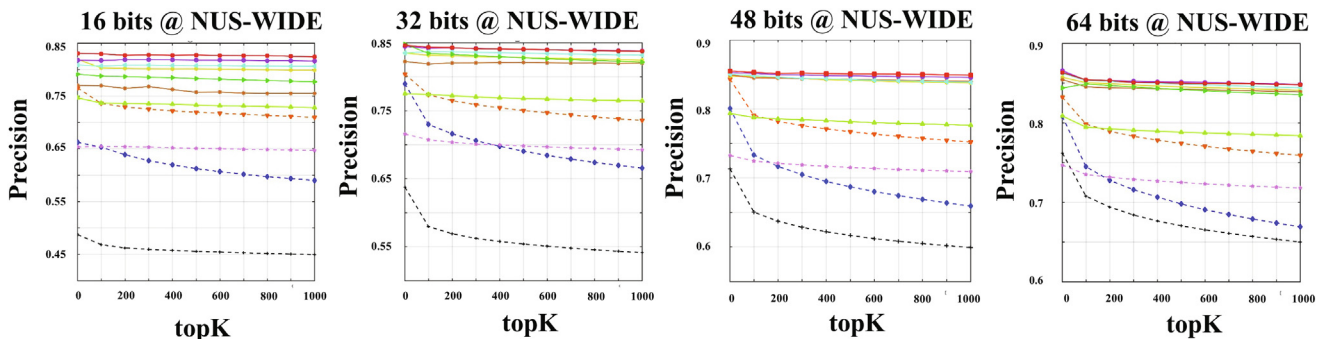 16 bits @ NUS-WIDE
Precision
0.85
0.75
0.65
0.55
0.45
0 200 400 600 800 1000
topK
32 bits @ NUS-WIDE
Precision
0.85
0.75
0.65
0.55
0 200 400 600 800 1000
topK
48 bits @ NUS-WIDE
Precision
0.9
0.8
0.7
0.6
0 200 400 600 800 1000
topK
64 bits @ NUS-WIDE
Precision
0.9
0.8
0.7
0.6
0 200 400 600 800 1000
topK